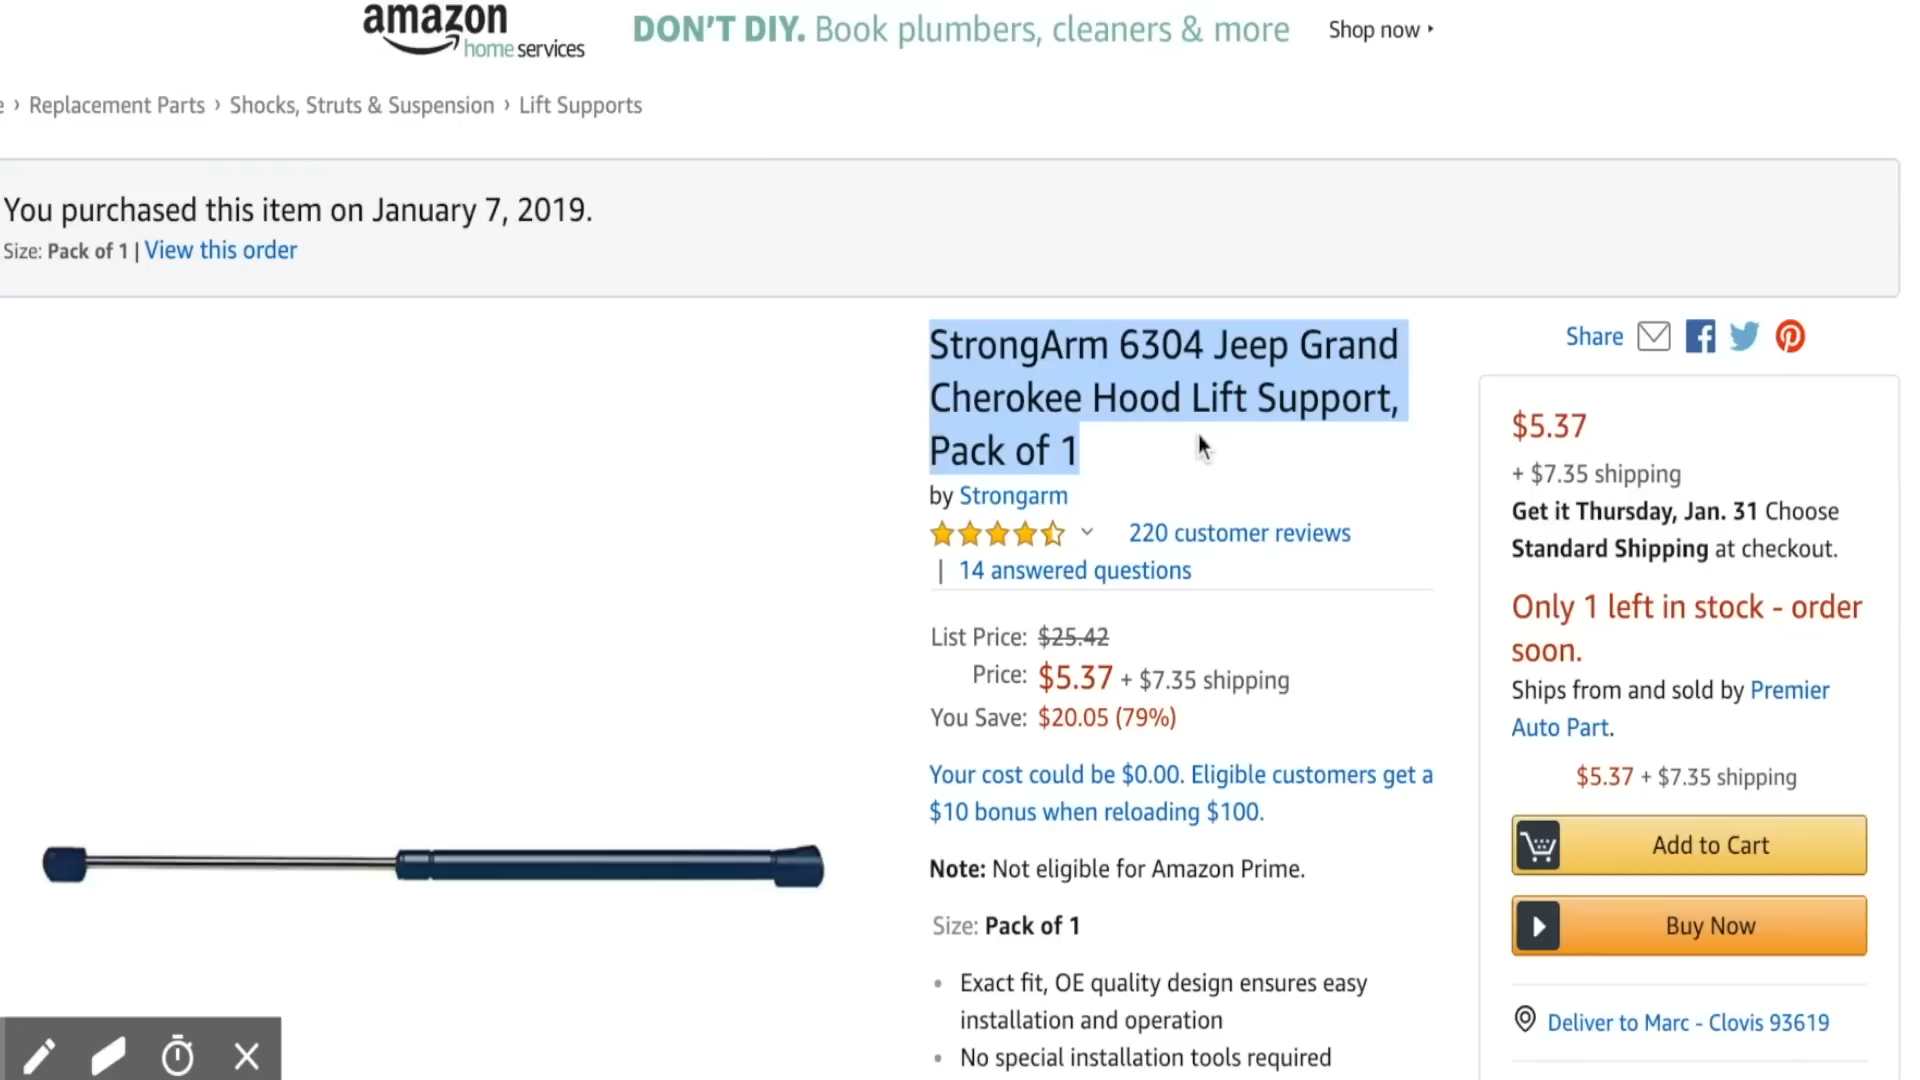 amazon
home services
DON'T DIY. Book plumbers, cleaners & more
Shop now
› Replacement Parts › Shocks, Struts & Suspension › Lift Supports
You purchased this item on January 7, 2019.
Size: Pack of 1 | View this order
StrongArm 6304 Jeep Grand
Cherokee Hood Lift Support,
Pack of 1
by Strongarm
220 customer reviews
| 14 answered questions
List Price: $25.42
Price: $5.37 + $7.35 shipping
You Save: $20.05 (79%)
Your cost could be $0.00. Eligible customers get a
$10 bonus when reloading $100.
Note: Not eligible for Amazon Prime.
Size: Pack of 1
• Exact fit, OE quality design ensures easy
installation and operation
• No special installation tools required
Share
$5.37
+ $7.35 shipping
Get it Thursday, Jan. 31 Choose
Standard Shipping at checkout.
Only 1 left in stock - order
soon.
Ships from and sold by Premier
Auto Part.
$5.37 + $7.35 shipping
Add to Cart
Buy Now
Deliver to Marc - Clovis 93619